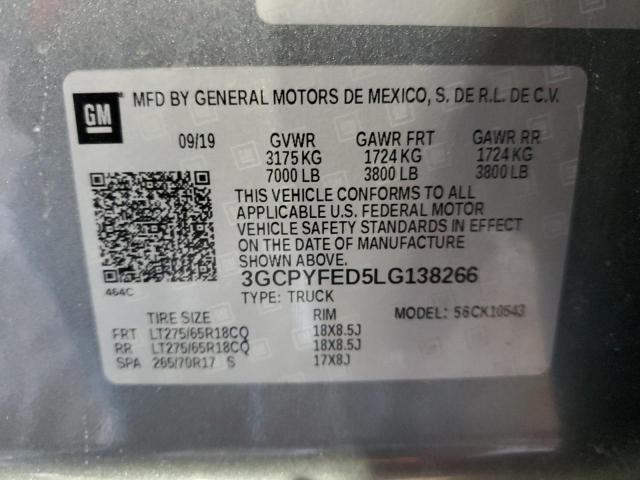 GM
MFD BY GENERAL MOTORS DE MEXICO, S. DE R.L. DE C.V.
09/19 GVWR GAWR FRT GAWR RR
3175 KG 1724 KG 1724 KG
7000 LB 3800 LB 3800 LB
THIS VEHICLE CONFORMS TO ALL
APPLICABLE U.S. FEDERAL MOTOR
VEHICLE SAFETY STANDARDS IN EFFECT
ON THE DATE OF MANUFACTURE
SHOWN ABOVE.
464C 3GCPYFED5LG138266
TYPE: TRUCK
TIRE SIZE RIM MODEL: 56CK10543
FRT LT275/65R18CQ 18X8.5J
RR LT275/65R18CQ 18X8.5J
SPA 265/70R17 S 17X8J